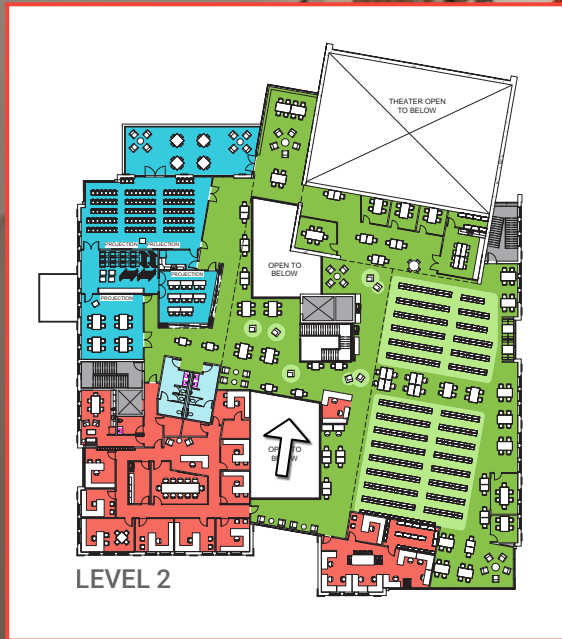 THEATER OPEN
TO BELOW
PROJECTION
PROJECTION
OPEN TO
BELOW
PROJECTION
PROJECTION
OPEN TO
BELOW
LEVEL 2